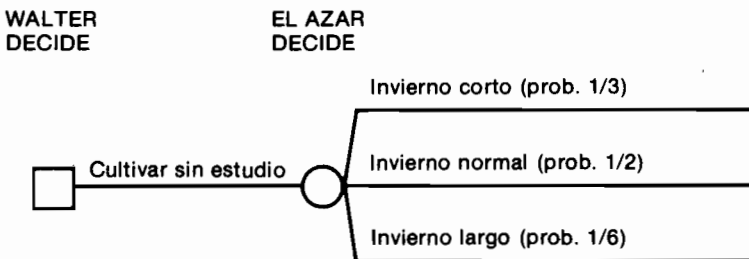 WALTER
DECIDE
EL AZAR
DECIDE
Invierno corto (prob. 1/3)
Cultivar sin estudio
Invierno normal (prob. 1/2)
Invierno largo (prob. 1/6)